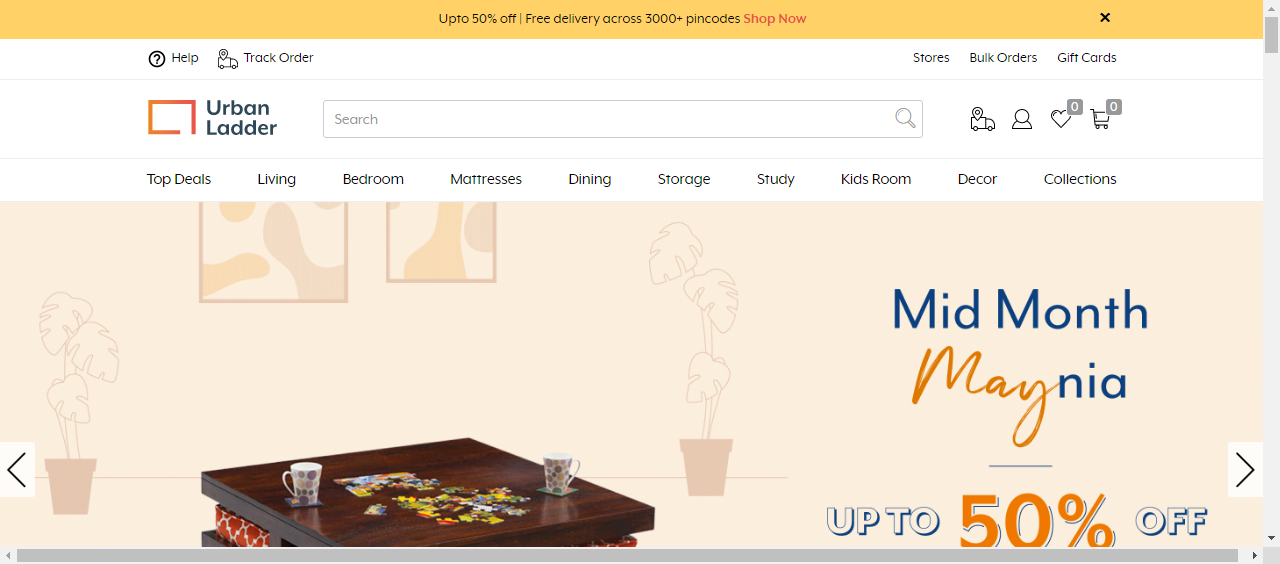 Upto 50% off | Free delivery across 3000+ pincodes Shop Now
Help Track Order Stores Bulk Orders Gift Cards
Urban
Ladder
Search
0 0
Top Deals Living Bedroom Mattresses Dining Storage Study Kids Room Decor Collections
Mid Month
Maynia
UP TO 50% OFF